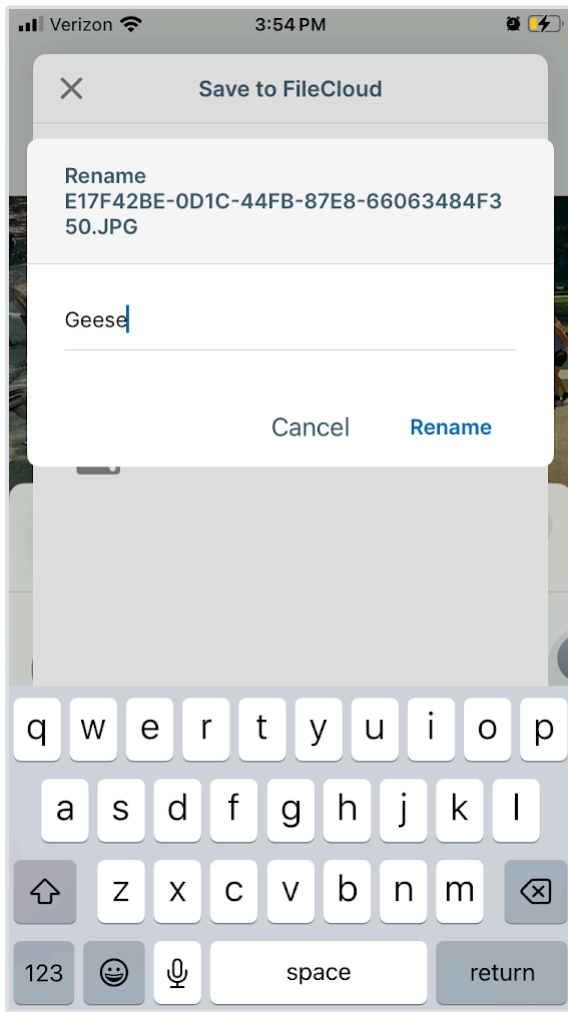 Verizon 3:54 PM
Save to FileCloud
Rename
E17F42BE-0D1C-44FB-87E8-66063484F3
50.JPG
Geese
Cancel Rename
q w e r t y u i o p
a s d f g h j k l
z x c v b n m
123 space return